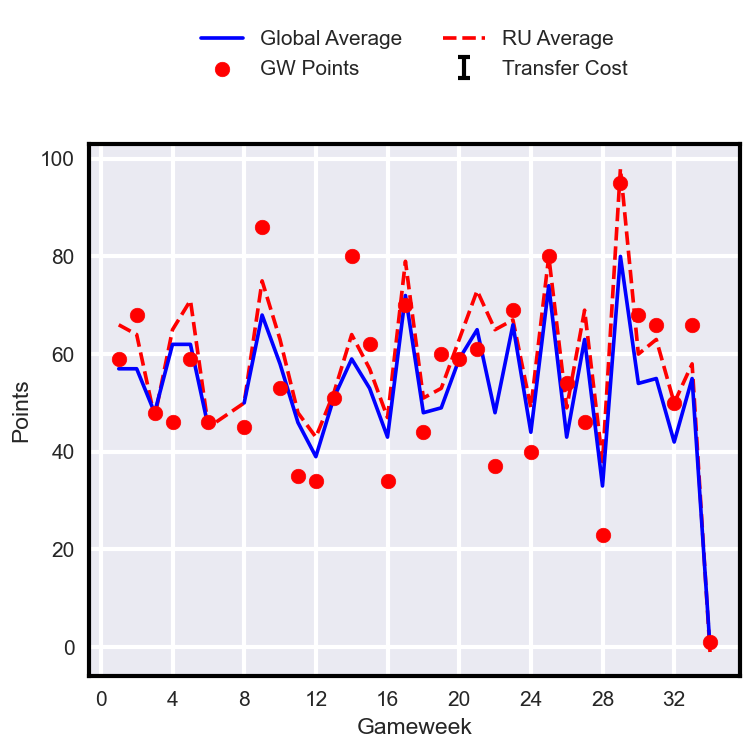 Global Average
RU Average
GW Points
Transfer Cost
100
80
60
40
20
0
Points
0 4 8 12 16 20 24 28 32
Gameweek